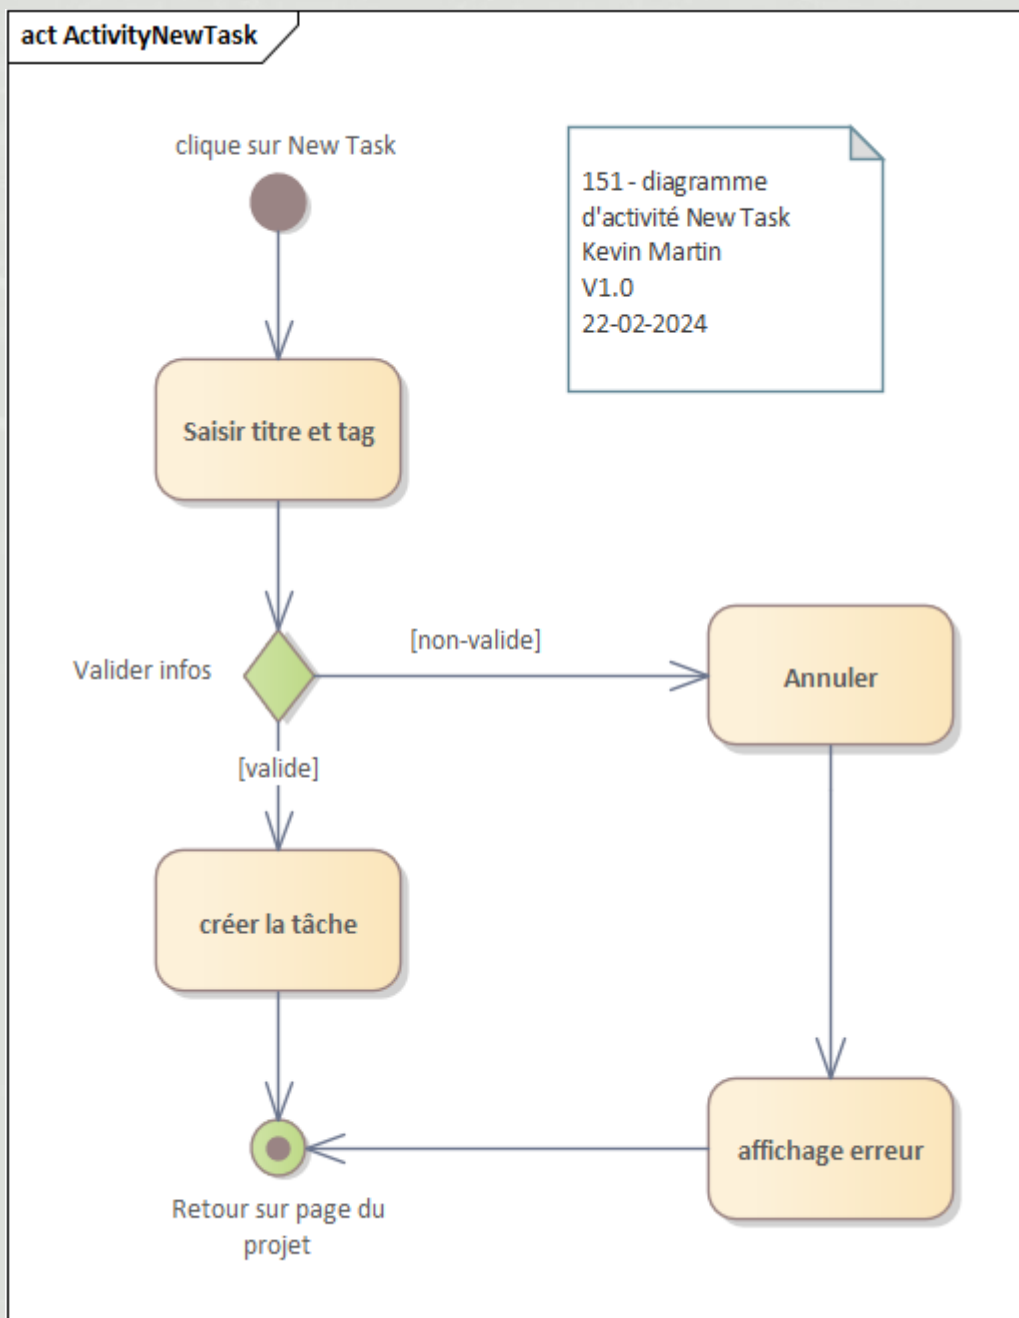 act ActivityNewTask
clique sur New Task
151 - diagramme
d'activité New Task
Kevin Martin
V1.0
22-02-2024
Saisir titre et tag
[non-valide]
Valider infos
Annuler
[valide]
créer la tâche
affichage erreur
Retour sur page du
projet